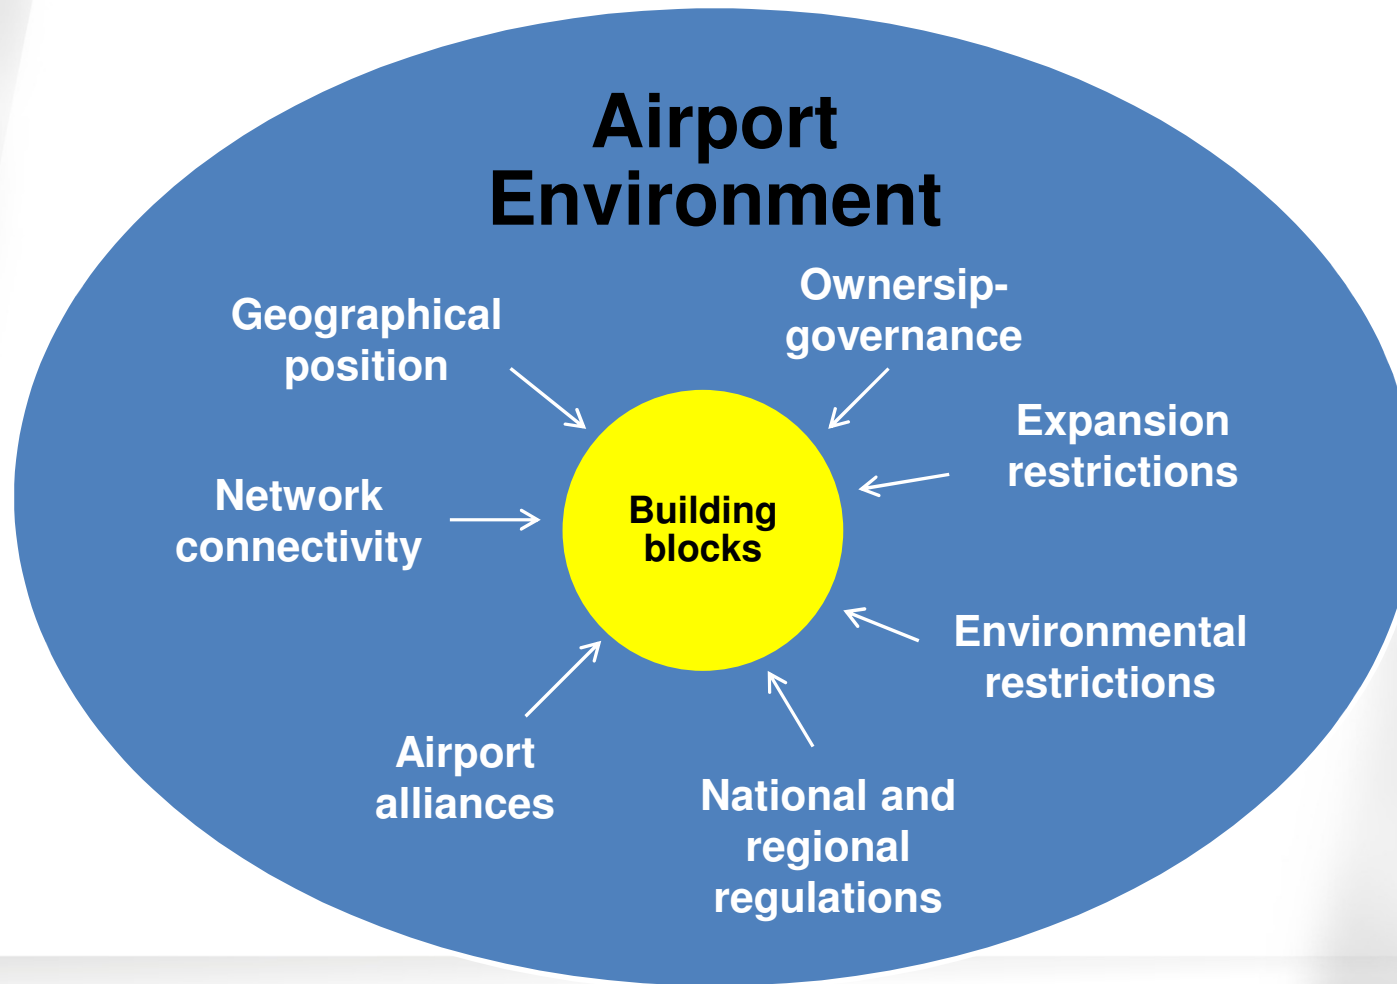 Airport
Environment
Geographical
position
Ownersip-
governance
Expansion
restrictions
Network
connectivity
Building
blocks
Environmental
restrictions
Airport
alliances
National and
regional
regulations